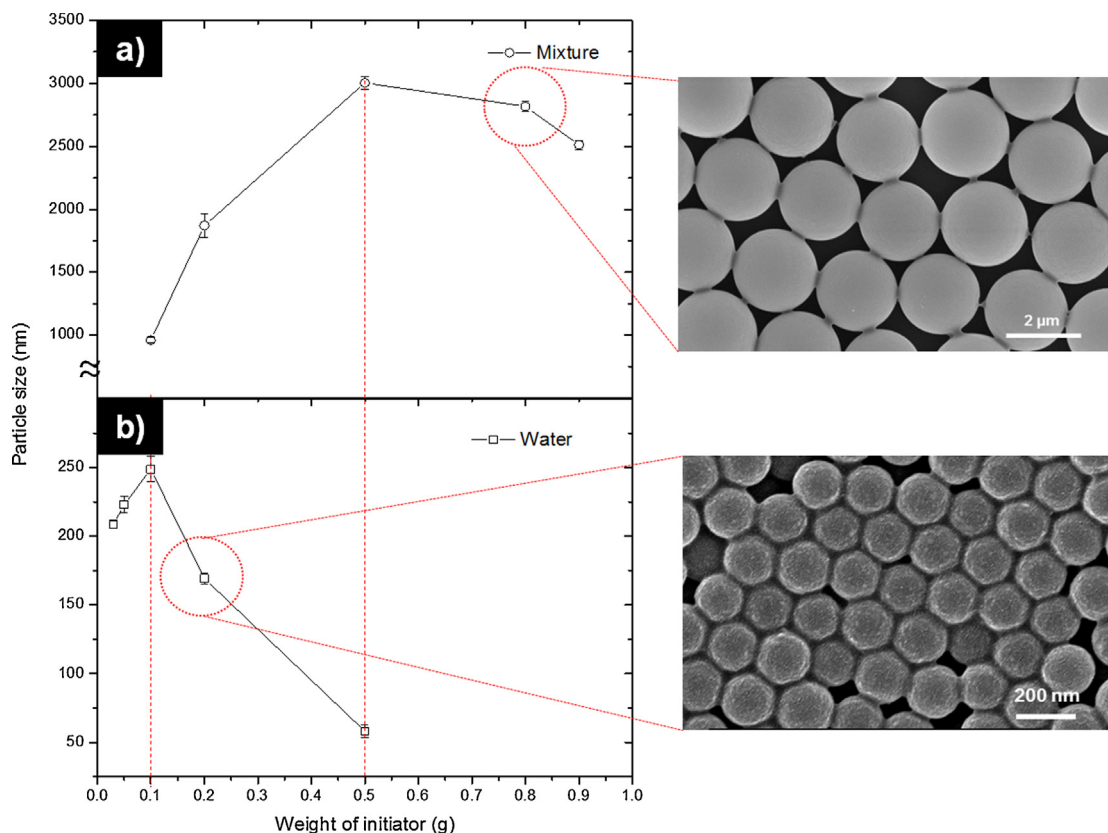 a)
Mixture
3500
3000
2500
2000
1500
1000
2 µm
Particle size (nm)
b)
Water
250
200
150
100
50
200 nm
0.0 0.1 0.2 0.3 0.4 0.5 0.6 0.7 0.8 0.9 1.0
Weight of initiator (g)